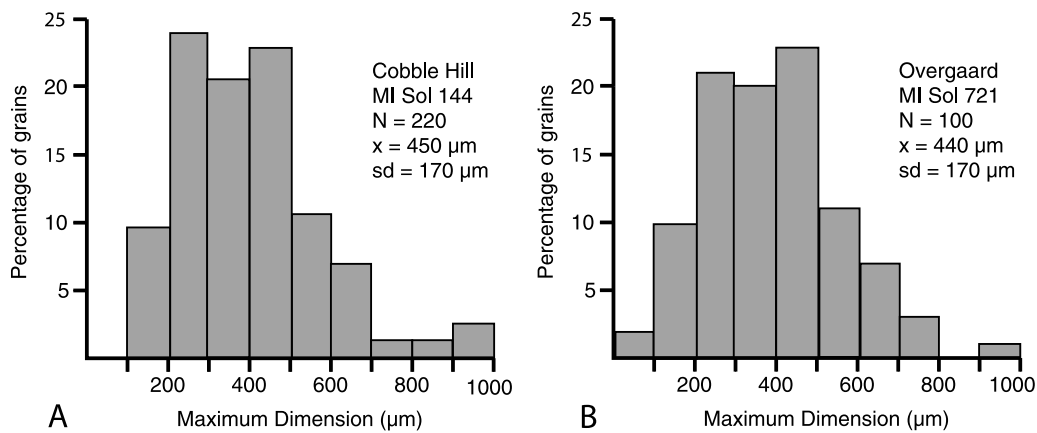 25
20
15
10
5
Percentage of grains
Cobble Hill
MI Sol 144
N = 220
x = 450 µm
sd = 170 µm
200 400 600 800 1000
Maximum Dimension (µm)
A
25
20
15
10
5
Percentage of grains
Overgaard
MI Sol 721
N = 100
x = 440 µm
sd = 170 µm
200 400 600 800 1000
Maximum Dimension (µm)
B